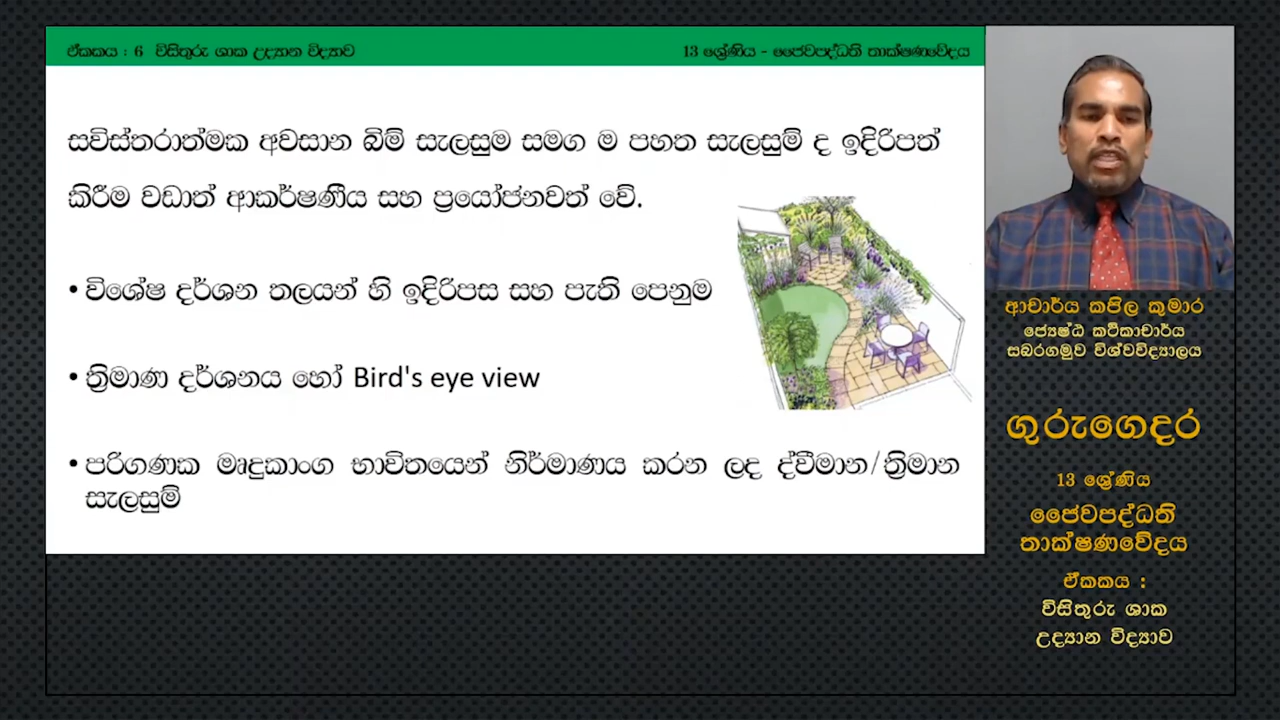 ඒකකය : 6 විසිතුරු ශාක උද්‍යාන විද්‍යාව
13 ශ්‍රේණිය - ජෛවපද්ධති තාක්ෂණවේදය
සවිස්තරාත්මක අවසාන බිම් සැලසුම සමග ම පහත සැලසුම් ද ඉදිරිපත්
කිරීම වඩාත් ආකර්ෂණීය සහ ප්‍රයෝජනවත් වේ.
• විශේෂ දර්ශන තලයන් හි ඉදිරිපස සහ පැති පෙනුම
• ත්‍රිමාණ දර්ශනය හෝ Bird's eye view
• පරිගණක මෘදුකාංග භාවිතයෙන් නිර්මාණය කරන ලද ද්වීමාන/ත්‍රිමාන
සැලසුම්
ආචාර්ය කපිල කුමාර
ජ්‍යෙෂ්ඨ කථිකාචාර්ය
සබරගමුව විශ්වවිද්‍යාලය
ගුරුගෙදර
13 ශ්‍රේණිය
ජෛවපද්ධති
තාක්ෂණවේදය
ඒකකය :
විසිතුරු ශාක
උද්‍යාන විද්‍යාව